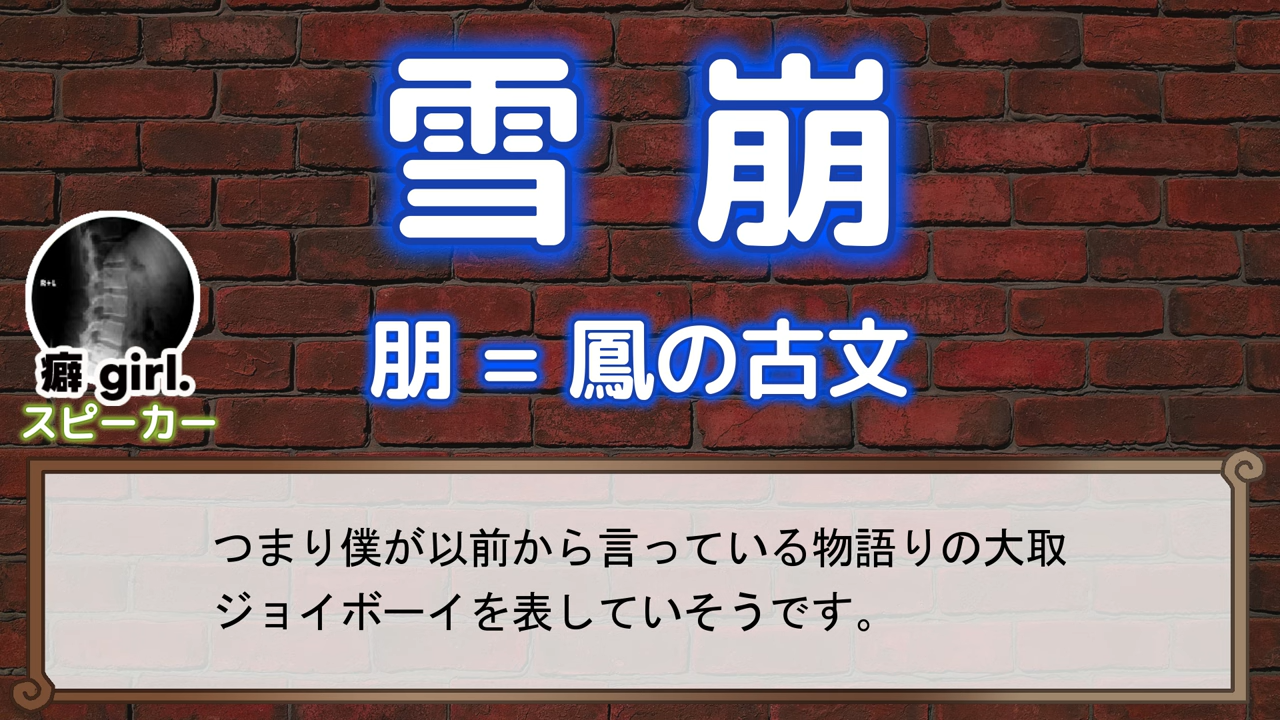 雪崩
朋 = 鳳の古文
R+L
癖 girl.
スピーカー
つまり僕が以前から言っている物語りの大取
ジョイボーイを表していそうです。